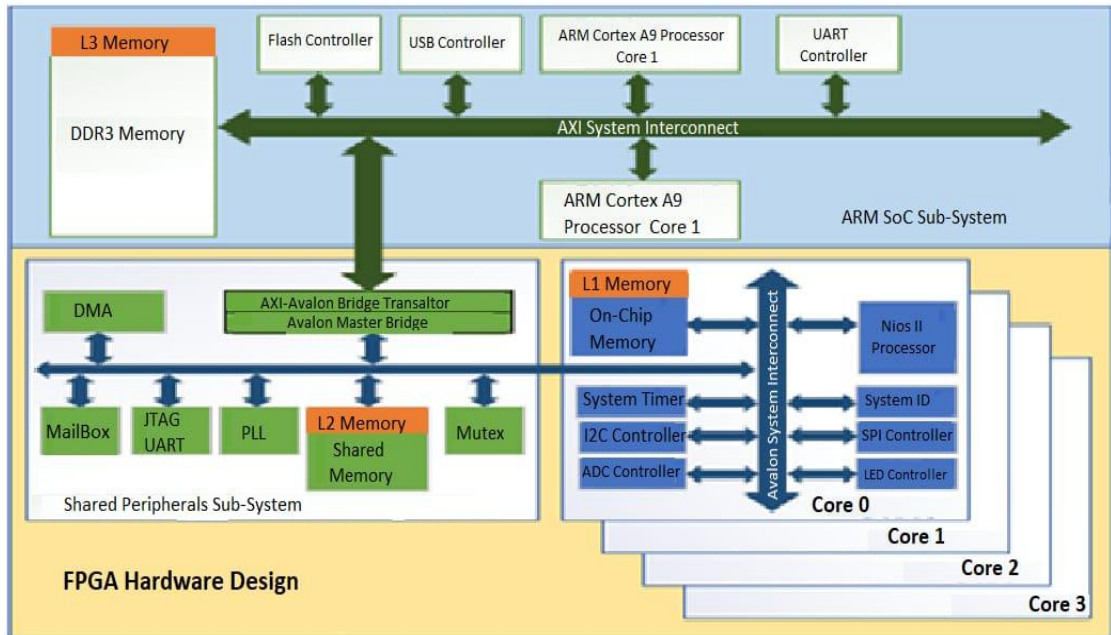 L3 Memory
DDR3 Memory
Flash Controller
USB Controller
ARM Cortex A9 Processor
Core 1
UART
Controller
AXI System Interconnect
ARM Cortex A9
Processor Core 1
ARM SoC Sub-System
DMA
AXI-Avalon Bridge Transaltor
Avalon Master Bridge
MailBox
JTAG
UART
PLL
L2 Memory
Shared
Memory
Mutex
Shared Peripherals Sub-System
L1 Memory
On-Chip
Memory
Avalon System Interconnect
Nios II
Processor
System Timer
System ID
I2C Controller
SPI Controller
ADC Controller
LED Controller
Core 0
Core 1
Core 2
Core 3
FPGA Hardware Design